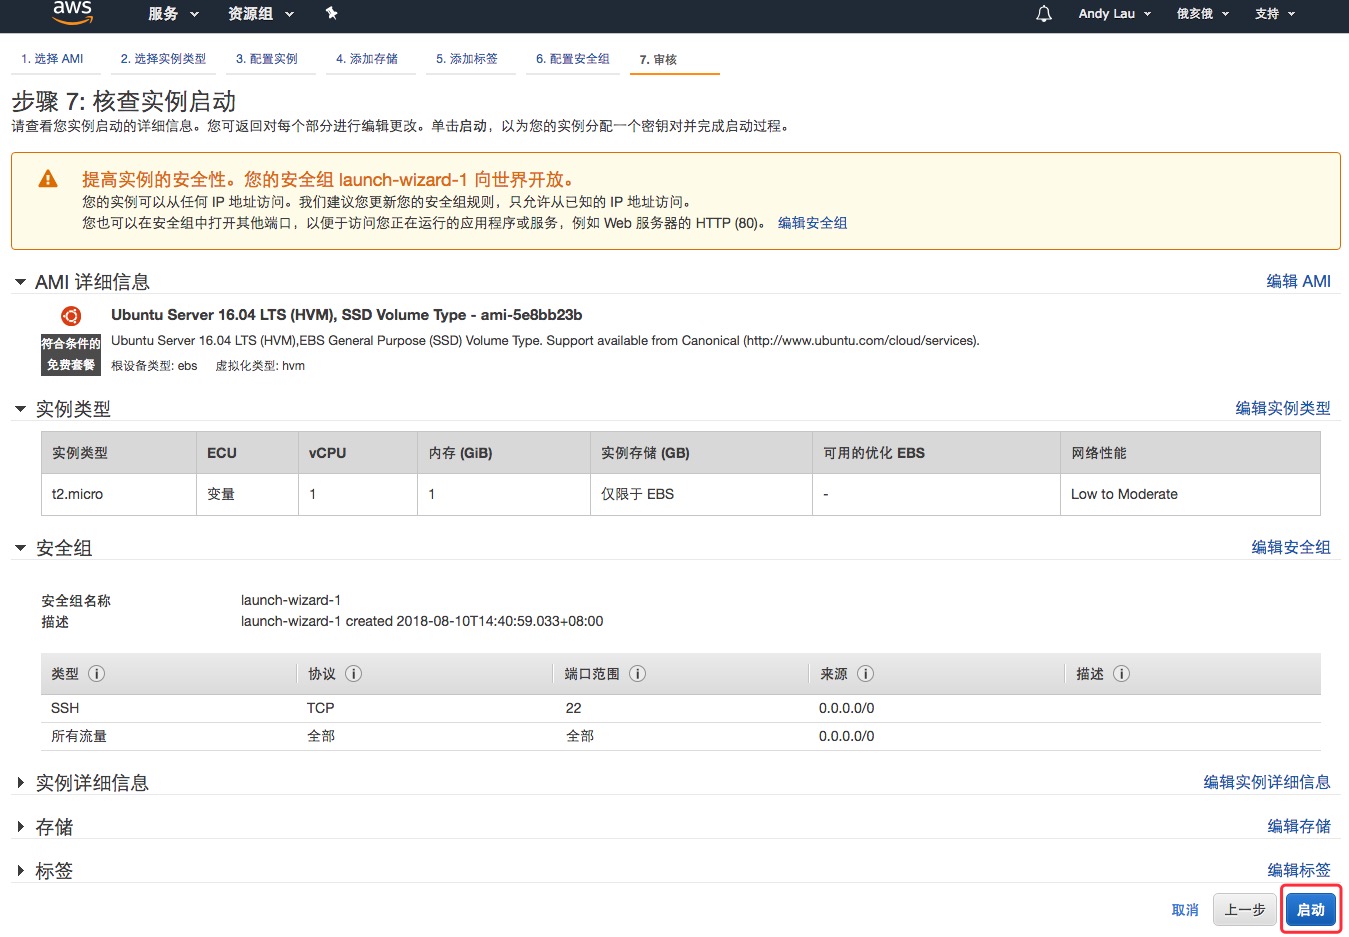 aws 服务 资源组 Andy Lau 俄亥俄 支持
1. 选择 AMI 2. 选择实例类型 3. 配置实例 4. 添加存储 5. 添加标签 6. 配置安全组 7. 审核
步骤 7: 核查实例启动
请查看您实例启动的详细信息。您可返回对每个部分进行编辑更改。单击启动，以为您的实例分配一个密钥对并完成启动过程。
提高实例的安全性。您的安全组 launch-wizard-1 向世界开放。
您的实例可以从任何 IP 地址访问。我们建议您更新您的安全组规则，只允许从已知的 IP 地址访问。
您也可以在安全组中打开其他端口，以便于访问您正在运行的应用程序或服务，例如 Web 服务器的 HTTP (80)。 编辑安全组
AMI 详细信息 编辑 AMI
Ubuntu Server 16.04 LTS (HVM), SSD Volume Type - ami-5e8bb23b
符合条件的 Ubuntu Server 16.04 LTS (HVM),EBS General Purpose (SSD) Volume Type. Support available from Canonical (http://www.ubuntu.com/cloud/services).
免费套餐 根设备类型: ebs 虚拟化类型: hvm
实例类型 编辑实例类型
实例类型 ECU vCPU 内存 (GiB) 实例存储 (GB) 可用的优化 EBS 网络性能
t2.micro 变量 1 1 仅限于 EBS - Low to Moderate
安全组 编辑安全组
安全组名称 launch-wizard-1
描述 launch-wizard-1 created 2018-08-10T14:40:59.033+08:00
类型 协议 端口范围 来源 描述
SSH TCP 22 0.0.0.0/0
所有流量 全部 全部 0.0.0.0/0
实例详细信息 编辑实例详细信息
存储 编辑存储
标签 编辑标签
取消 上一步 启动